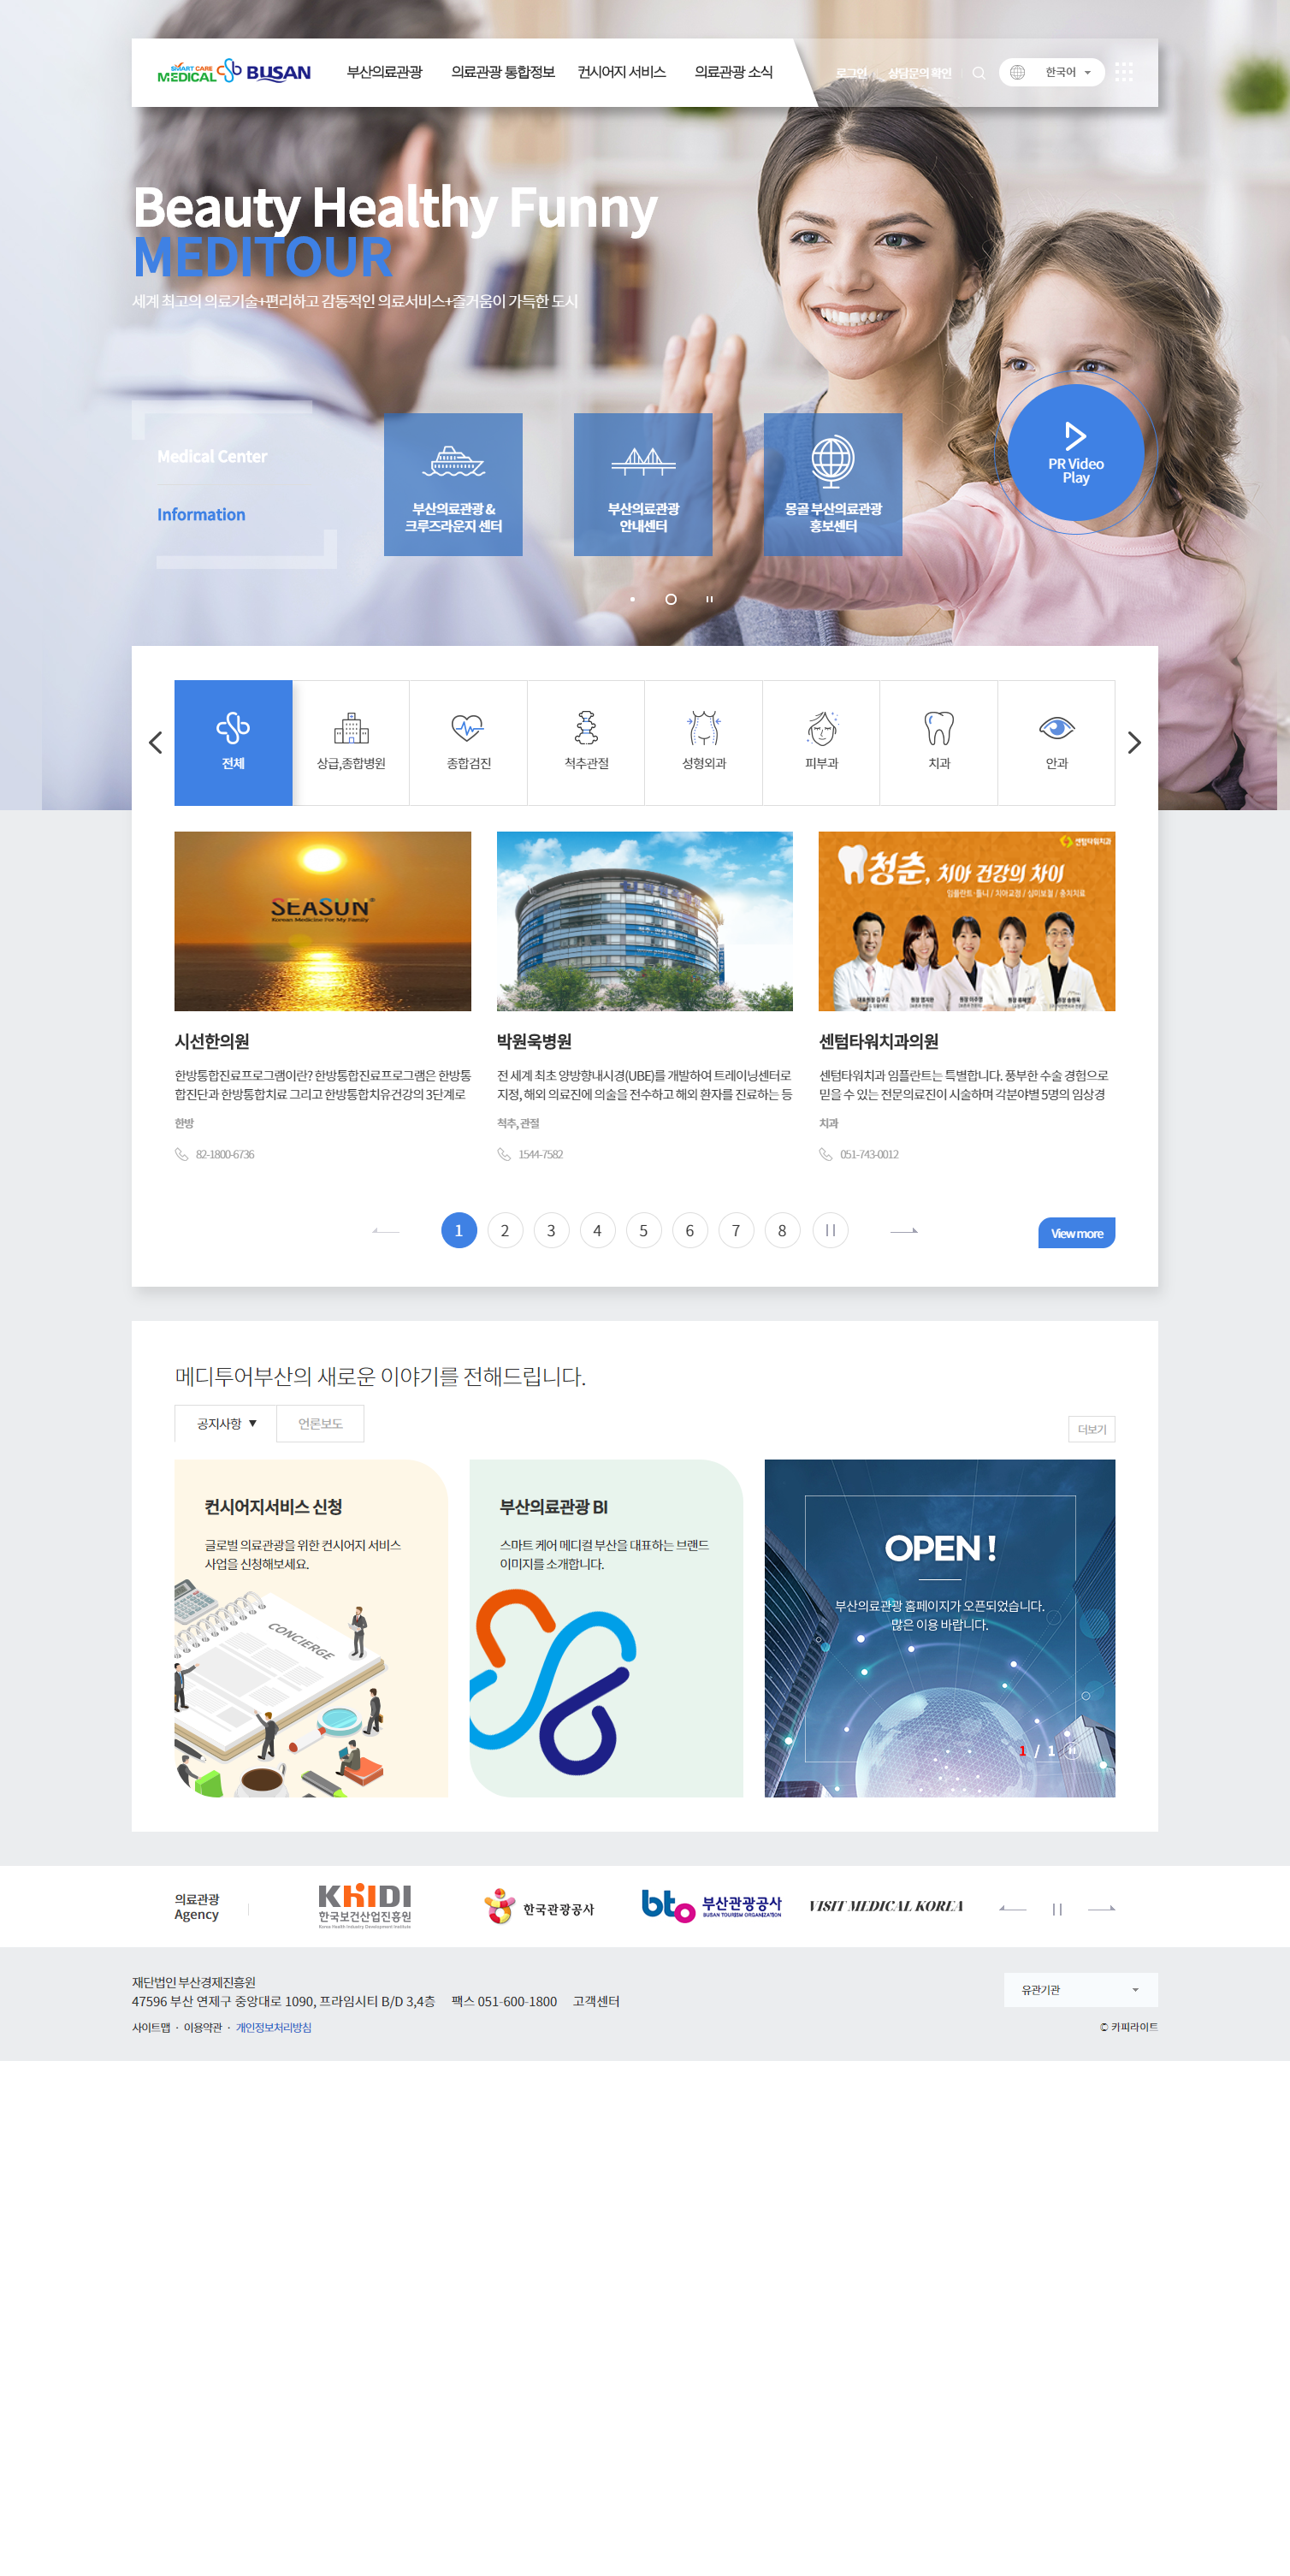 SMART CARE
MEDICAL BUSAN
부산의료관광
의료관광 통합정보
컨시어지 서비스
의료관광 소식
로그인
상담문의 확인
한국어
Beauty Healthy Funny
MEDITOUR
세계 최고의 의료기술+편리하고 감동적인 의료서비스+즐거움이 가득한 도시
Medical Center
Information
부산의료관광 &
크루즈라운지 센터
부산의료관광
안내센터
몽골 부산의료관광
홍보센터
PR Video
Play
전체
상급,종합병원
종합검진
척추관절
성형외과
피부과
치과
안과
SEASUN
Korean Medicine For My Family
센텀타워치과
청춘, 치아 건강의 차이
임플란트·틀니 / 치아교정 / 심미보철 / 충치치료
시선한의원
한방통합진료프로그램이란? 한방통합진료프로그램은 한방통
합진단과 한방통합치료 그리고 한방통합치유건강의 3단계로
한방
82-1800-6736
박원욱병원
전 세계 최초 양방향내시경(UBE)를 개발하여 트레이닝센터로
지정, 해외 의료진에 의술을 전수하고 해외 환자를 진료하는 등
척추, 관절
1544-7582
센텀타워치과의원
센텀타워치과 임플란트는 특별합니다. 풍부한 수술 경험으로
믿을 수 있는 전문의료진이 시술하며 각분야별 5명의 임상경
치과
051-743-0012
1 2 3 4 5 6 7 8
View more
메디투어부산의 새로운 이야기를 전해드립니다.
공지사항 ▼
언론보도
더보기
컨시어지서비스 신청
글로벌 의료관광을 위한 컨시어지 서비스
사업을 신청해보세요.
CONCIERGE
부산의료관광 BI
스마트 케어 메디컬 부산을 대표하는 브랜드
이미지를 소개합니다.
OPEN !
부산의료관광 홈페이지가 오픈되었습니다.
많은 이용 바랍니다.
1 / 1
의료관광
Agency
KHIDI
한국보건산업진흥원
Korea Health Industry Development Institute
한국관광공사
bto 부산관광공사
BUSAN TOURISM ORGANIZATION
VISIT MEDICAL KOREA
재단법인 부산경제진흥원
47596 부산 연제구 중앙대로 1090, 프라임시티 B/D 3,4층 팩스 051-600-1800 고객센터
사이트맵 · 이용약관 · 개인정보처리방침
유관기관
© 카피라이트